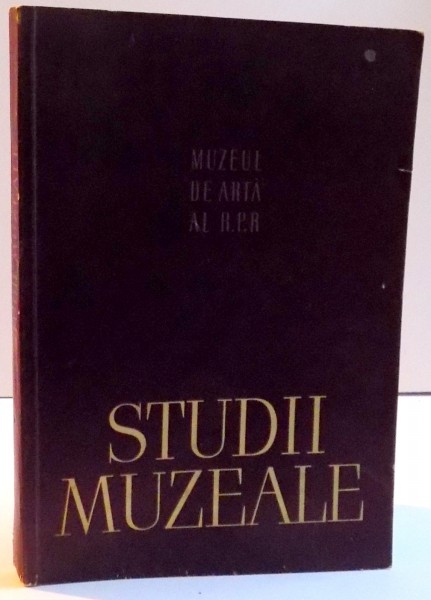 MUZEUL
DE ARTĂ
AL R.P.R
STUDII
MUZEALE